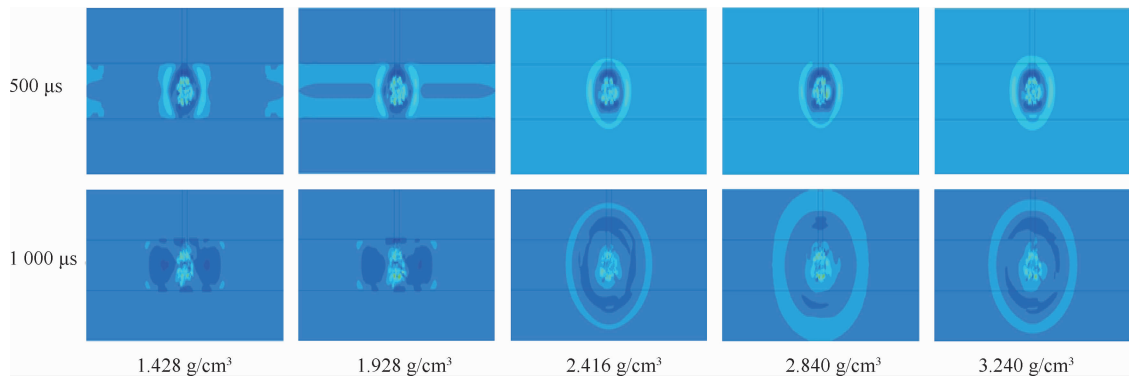 500 μs
1 000 μs
1.428 g/cm³ 1.928 g/cm³ 2.416 g/cm³ 2.840 g/cm³ 3.240 g/cm³